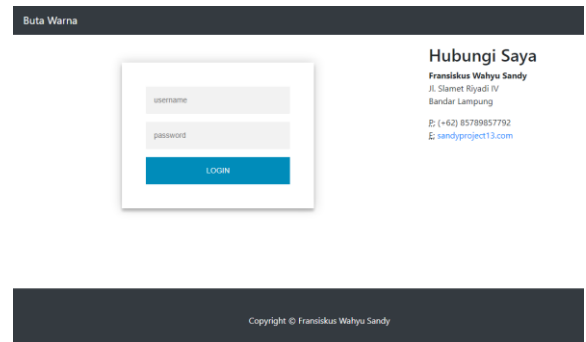 Buta Warna
username
password
LOGIN
Hubungi Saya
Fransiskus Wahyu Sandy
Jl. Slamet Riyadi IV
Bandar Lampung
P: (+62) 85789857792
E: sandyproject13.com
Copyright © Fransiskus Wahyu Sandy